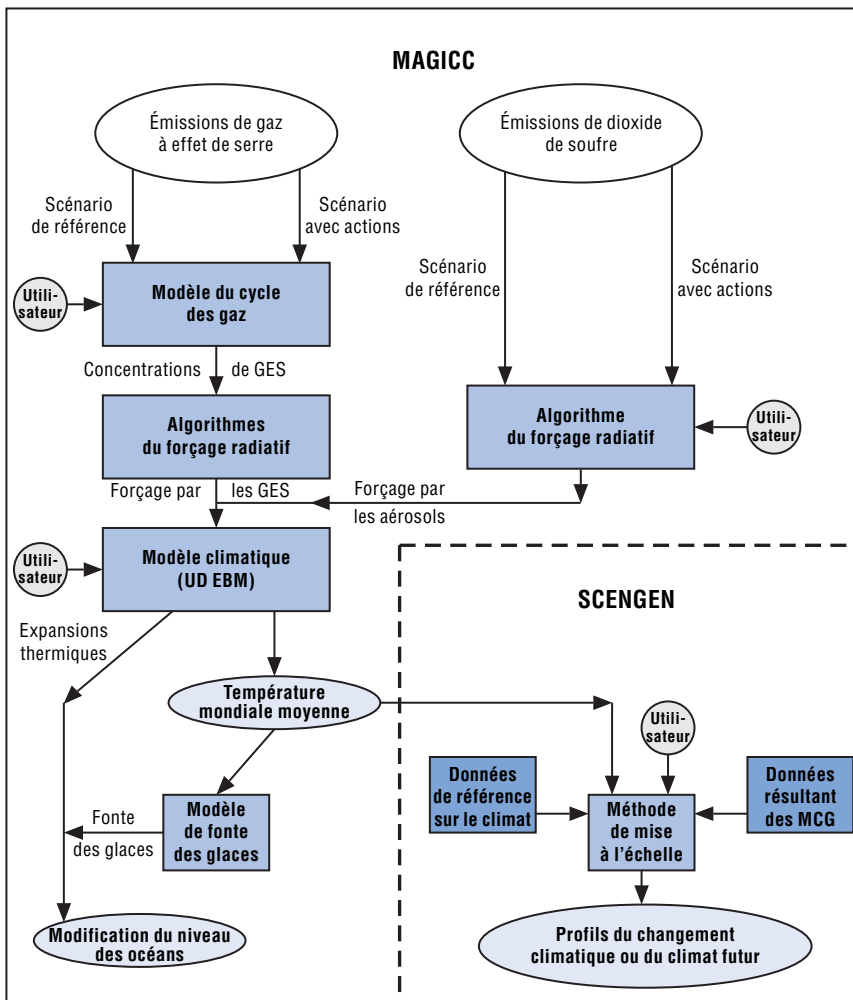 MAGICC
Émissions de gaz
à effet de serre
Émissions de dioxide
de soufre
Scénario
de référence
Scénario
avec actions
Scénario
de référence
Scénario
avec actions
Utili-
sateur
Modèle du cycle
des gaz
Concentrations de GES
Algorithmes
du forçage radiatif
Algorithme
du forçage radiatif
Utili-
sateur
Forçage par les GES
Forçage par
les aérosols
Utili-
sateur
Modèle climatique
(UD EBM)
SCENGEN
Expansions
thermiques
Température
mondiale moyenne
Utili-
sateur
Données
de référence
sur le climat
Méthode
de mise
à l'échelle
Données
résultant
des MCG
Fonte
des glaces
Modèle
de fonte
des glaces
Modification du niveau
des océans
Profils du changement
climatique ou du climat futur